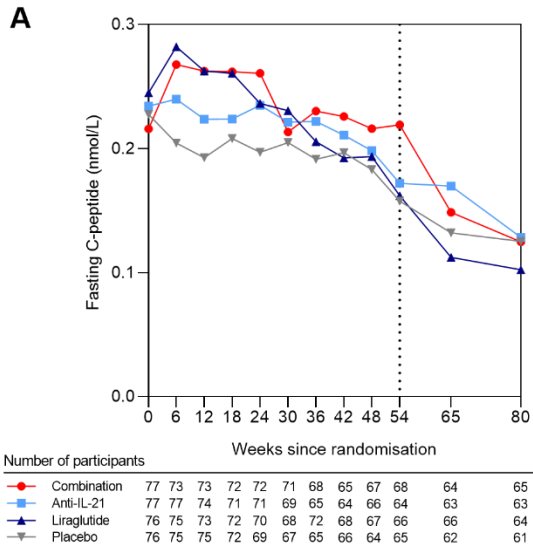 A
0.3
0.2
0.1
0.0
Fasting C-peptide (nmol/L)
0 6 12 18 24 30 36 42 48 54 65 80
Weeks since randomisation
Number of participants
Combination 77 73 73 72 72 71 68 65 67 68 64 65
Anti-IL-21 77 77 74 71 71 69 65 64 66 64 63 63
Liraglutide 76 75 73 72 70 68 72 68 67 66 66 64
Placebo 76 75 75 72 69 67 65 66 64 65 62 61